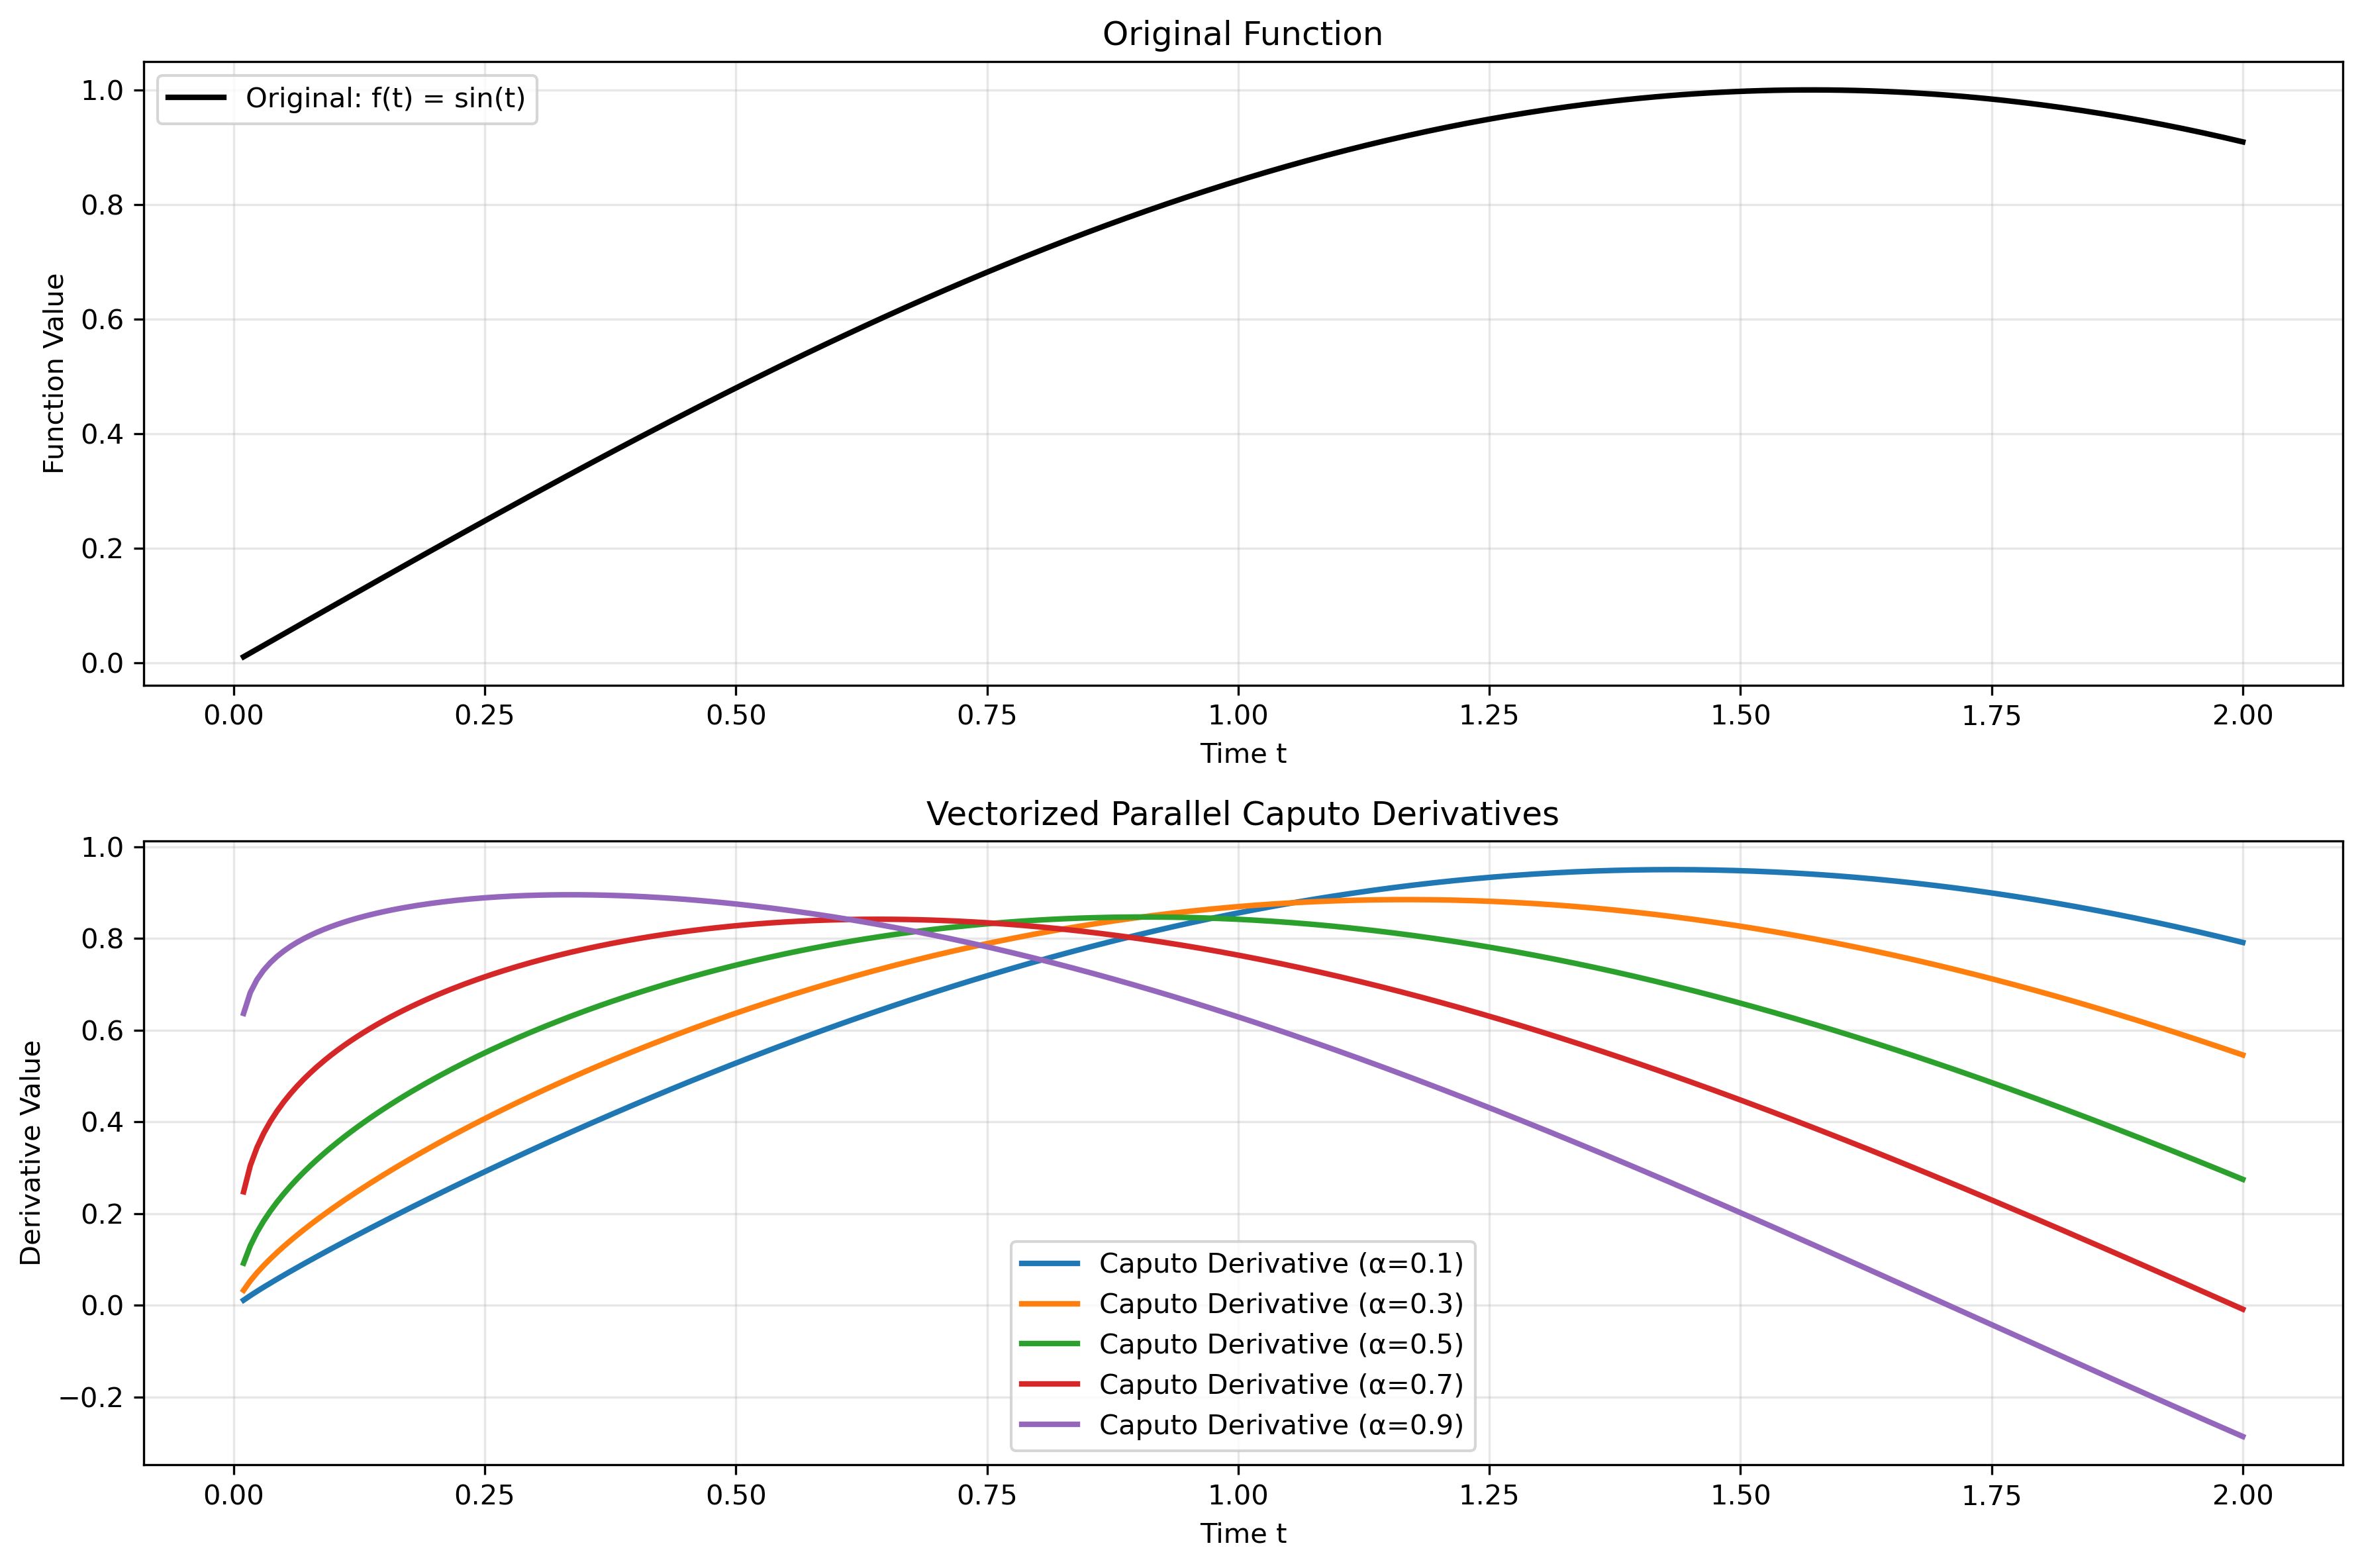 Original Function
Original: f(t) = sin(t)
Function Value
1.0
0.8
0.6
0.4
0.2
0.0
0.00 0.25 0.50 0.75 1.00 1.25 1.50 1.75 2.00
Time t
Vectorized Parallel Caputo Derivatives
Derivative Value
1.0
0.8
0.6
0.4
0.2
0.0
−0.2
Caputo Derivative (α=0.1)
Caputo Derivative (α=0.3)
Caputo Derivative (α=0.5)
Caputo Derivative (α=0.7)
Caputo Derivative (α=0.9)
0.00 0.25 0.50 0.75 1.00 1.25 1.50 1.75 2.00
Time t